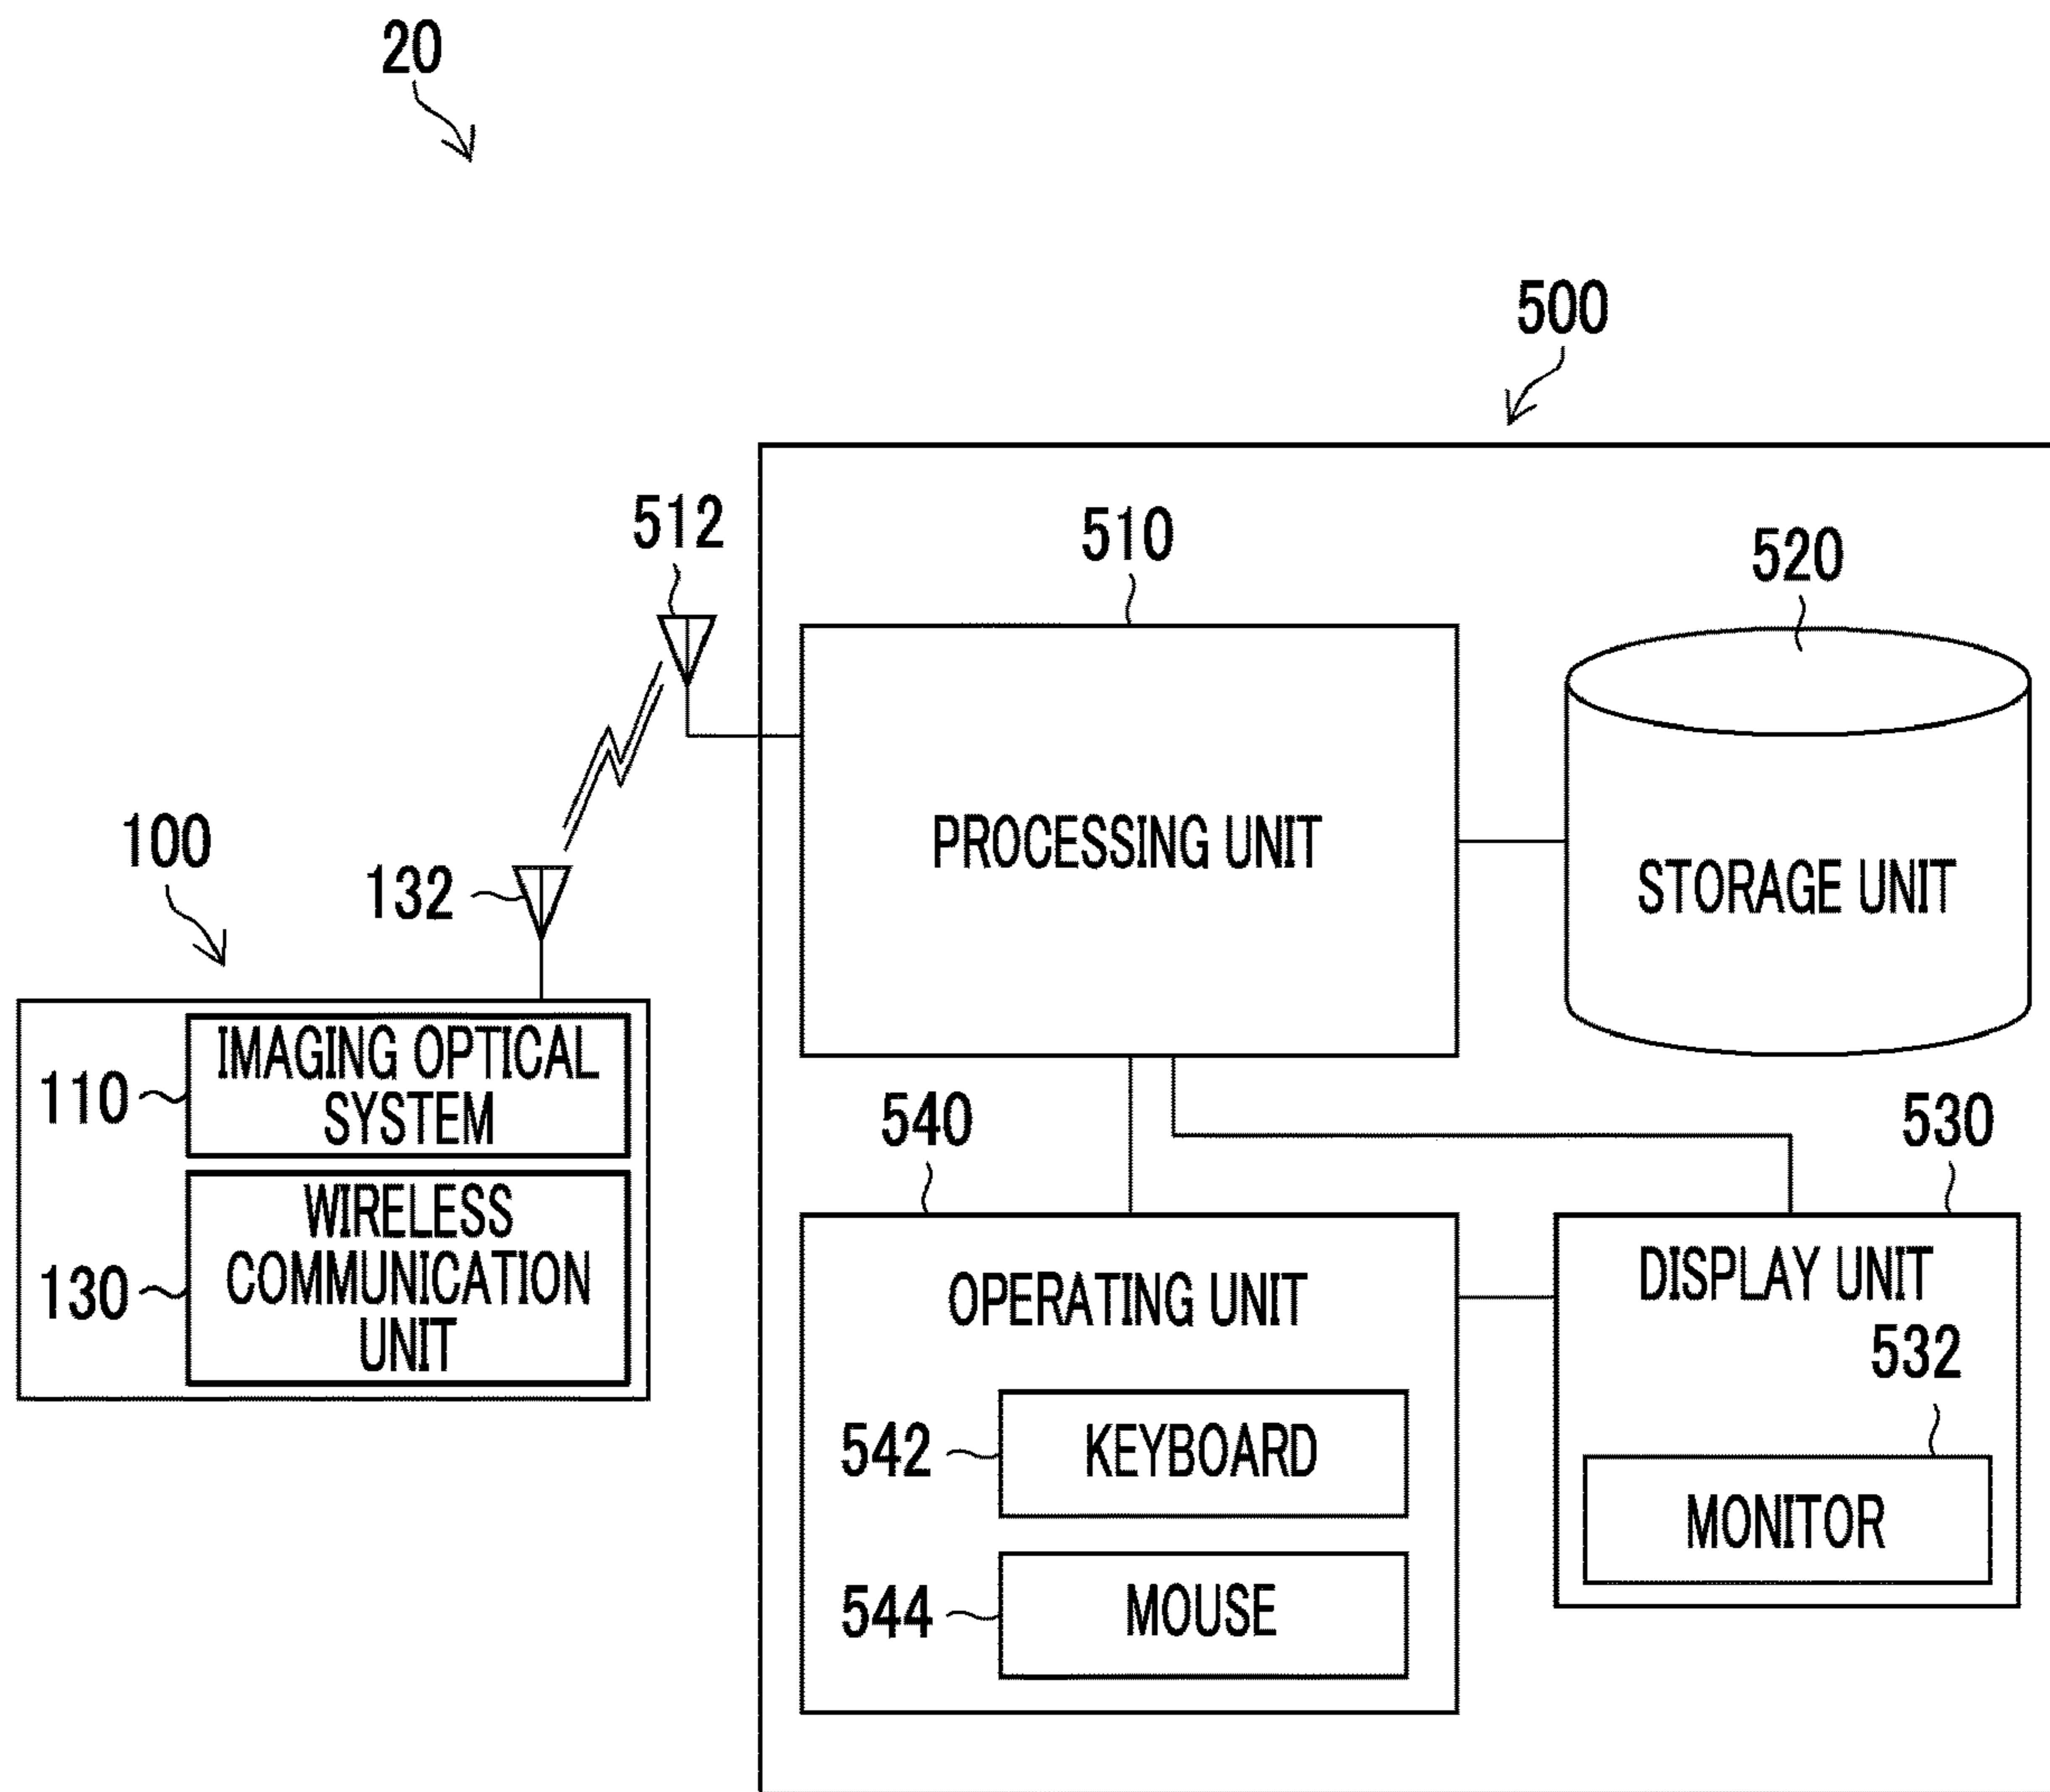 20
500
512
510
520
100
132
PROCESSING UNIT
STORAGE UNIT
110
IMAGING OPTICAL
SYSTEM
130
WIRELESS
COMMUNICATION
UNIT
540
530
OPERATING UNIT
DISPLAY UNIT
532
542
KEYBOARD
MONITOR
544
MOUSE